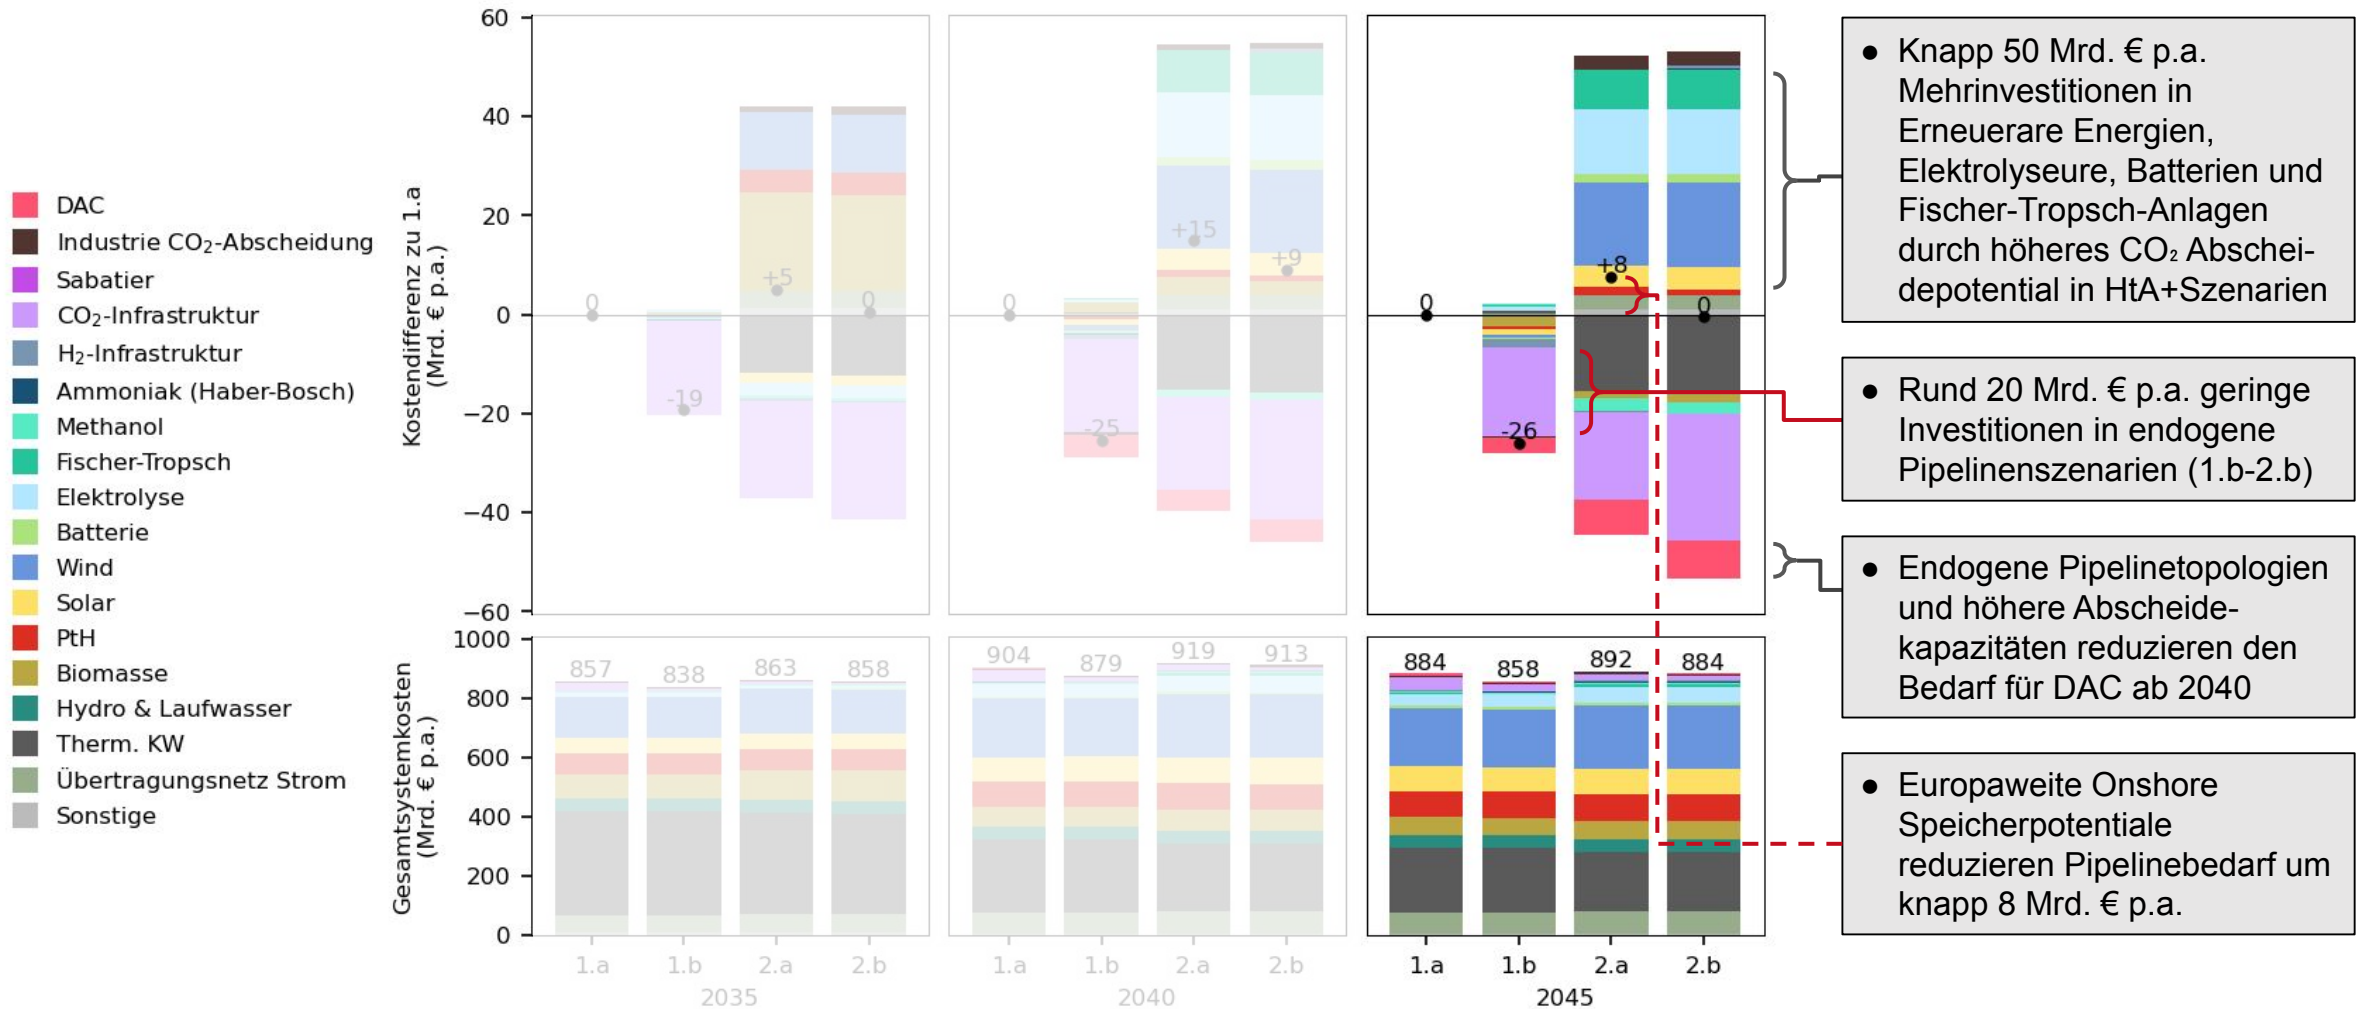 DAC
Industrie CO₂-Abscheidung
Sabatier
CO₂-Infrastruktur
H₂-Infrastruktur
Ammoniak (Haber-Bosch)
Methanol
Fischer-Tropsch
Elektrolyse
Batterie
Wind
Solar
PtH
Biomasse
Hydro & Laufwasser
Therm. KW
Übertragungsnetz Strom
Sonstige
Kostendifferenz zu 1.a
(Mrd. € p.a.)
60
40
20
0
−20
−40
−60
0
-19
+5
0
0
-25
+15
+9
0
-26
+8
0
Gesamtsystemkosten
(Mrd. € p.a.)
1000
800
600
400
200
0
857
838
863
858
904
879
919
913
884
858
892
884
1.a
1.b
2.a
2.b
1.a
1.b
2.a
2.b
1.a
1.b
2.a
2.b
2035
2040
2045
● Knapp 50 Mrd. € p.a.
Mehrinvestitionen in
Erneuerare Energien,
Elektrolyseure, Batterien und
Fischer-Tropsch-Anlagen
durch höheres CO₂ Abschei-
depotential in HtA+Szenarien
● Rund 20 Mrd. € p.a. geringe
Investitionen in endogene
Pipelinenszenarien (1.b-2.b)
● Endogene Pipelinetopologien
und höhere Abscheide-
kapazitäten reduzieren den
Bedarf für DAC ab 2040
● Europaweite Onshore
Speicherpotentiale
reduzieren Pipelinebedarf um
knapp 8 Mrd. € p.a.